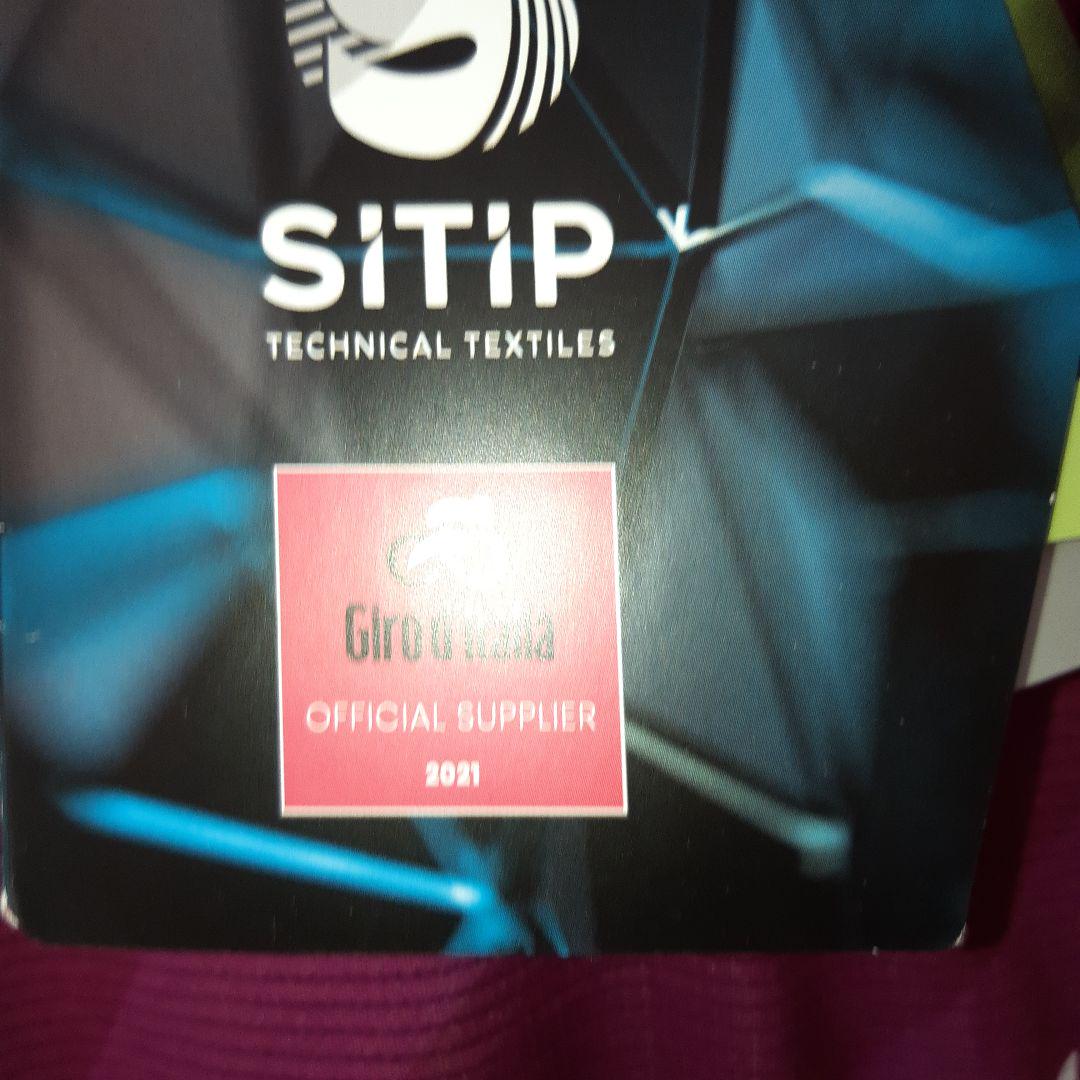 SiTiP
TECHNICAL TEXTILES
Giro d'Italia
OFFICIAL SUPPLIER
2021